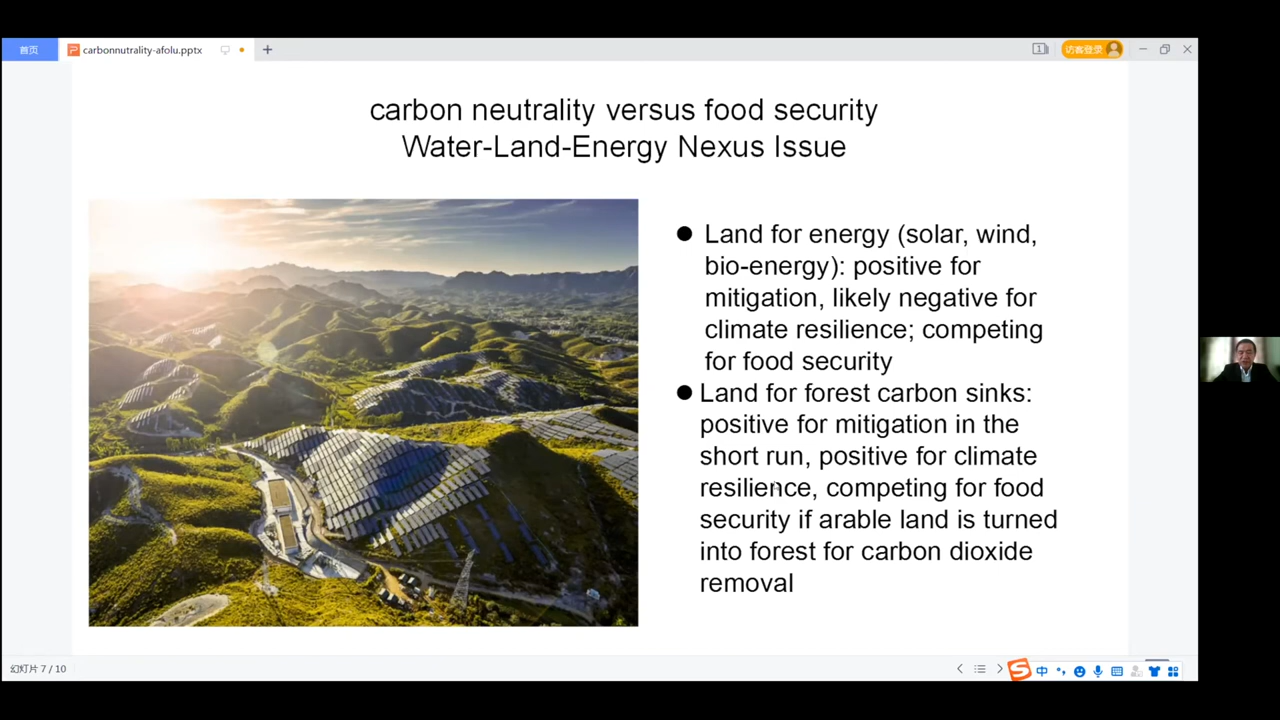 首页
carbonnutrality-afolu.pptx
1
访客登录
carbon neutrality versus food security
Water-Land-Energy Nexus Issue
Land for energy (solar, wind,
bio-energy): positive for
mitigation, likely negative for
climate resilience; competing
for food security
Land for forest carbon sinks:
positive for mitigation in the
short run, positive for climate
resilience, competing for food
security if arable land is turned
into forest for carbon dioxide
removal
幻灯片 7 / 10
中